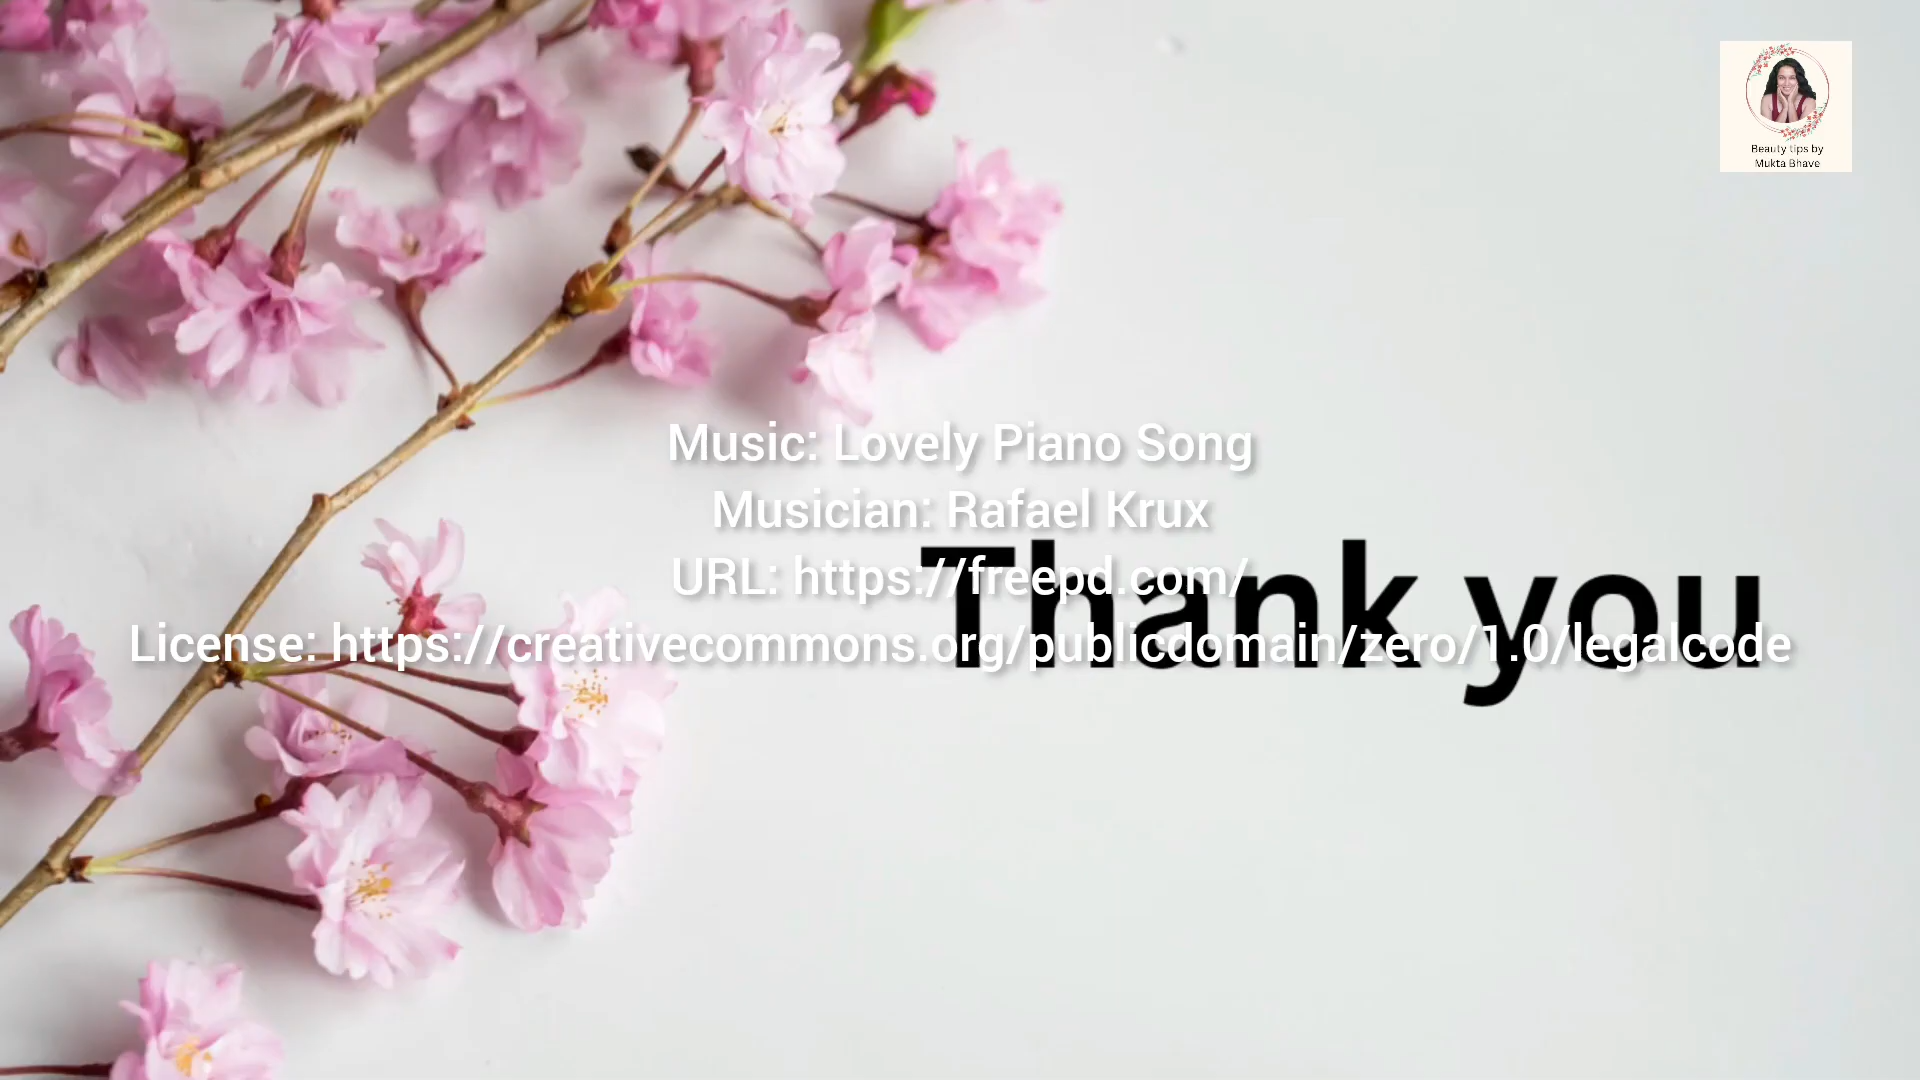 Beauty tips by
Mukta Bhave
Music: Lovely Piano Song
Musician: Rafael Krux
URL: https://freepd.com/
Thank you
License: https://creativecommons.org/publicdomain/zero/1.0/legalcode